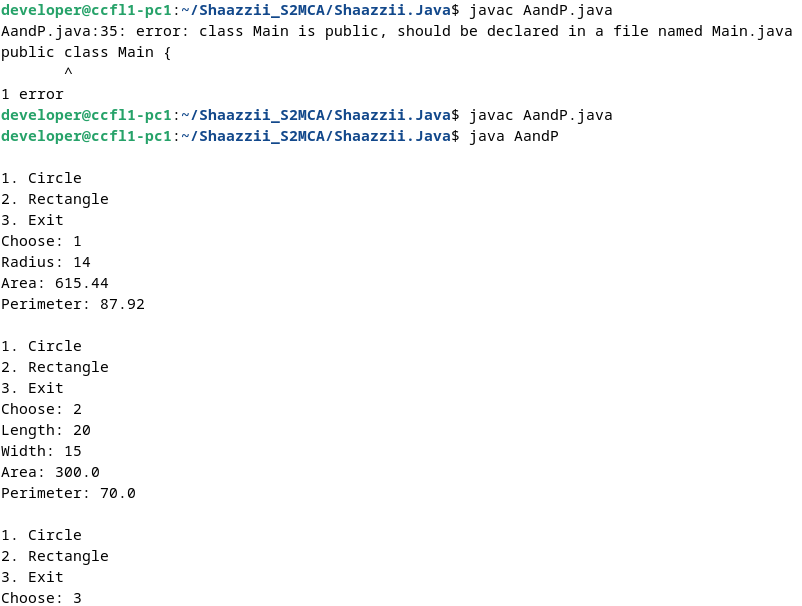 developer@ccfl1-pc1:~/Shaazzii_S2MCA/Shaazzii.Java$ javac AandP.java
AandP.java:35: error: class Main is public, should be declared in a file named Main.java
public class Main {
       ^
1 error
developer@ccfl1-pc1:~/Shaazzii_S2MCA/Shaazzii.Java$ javac AandP.java
developer@ccfl1-pc1:~/Shaazzii_S2MCA/Shaazzii.Java$ java AandP

1. Circle
2. Rectangle
3. Exit
Choose: 1
Radius: 14
Area: 615.44
Perimeter: 87.92

1. Circle
2. Rectangle
3. Exit
Choose: 2
Length: 20
Width: 15
Area: 300.0
Perimeter: 70.0

1. Circle
2. Rectangle
3. Exit
Choose: 3